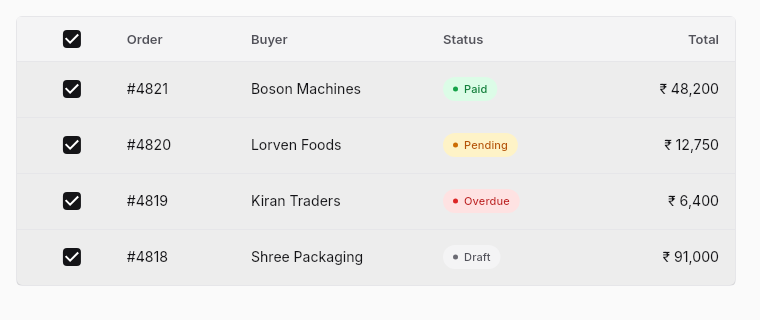 Order Buyer Status Total
#4821 Boson Machines Paid ₹ 48,200
#4820 Lorven Foods Pending ₹ 12,750
#4819 Kiran Traders Overdue ₹ 6,400
#4818 Shree Packaging Draft ₹ 91,000